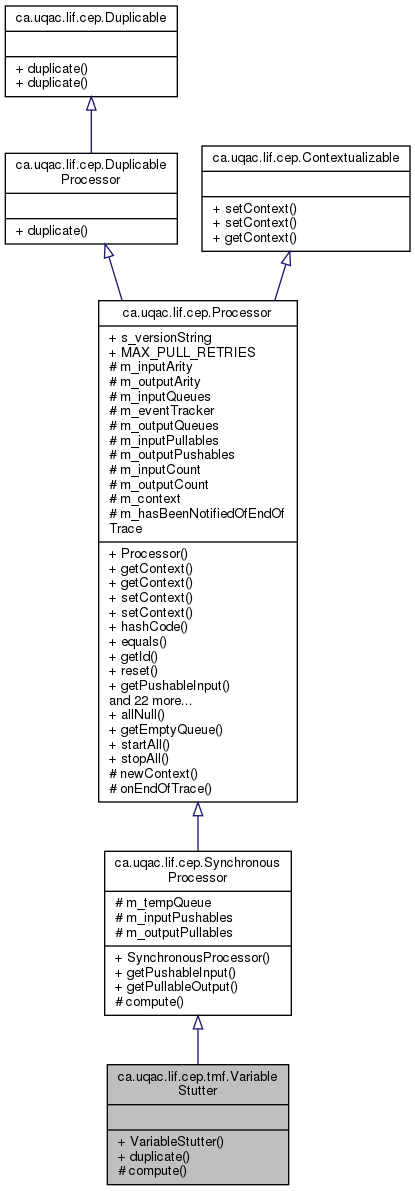 ca.uqac.lif.cep.Duplicable
+ duplicate()
+ duplicate()
ca.uqac.lif.cep.Duplicable
Processor
+ duplicate()
ca.uqac.lif.cep.Contextualizable
+ setContext()
+ setContext()
+ getContext()
ca.uqac.lif.cep.Processor
+ s_versionString
+ MAX_PULL_RETRIES
# m_inputArity
# m_outputArity
# m_inputQueues
# m_eventTracker
# m_outputQueues
# m_inputPullables
# m_outputPushables
# m_inputCount
# m_outputCount
# m_context
# m_hasBeenNotifiedOfEndOf
Trace
+ Processor()
+ getContext()
+ getContext()
+ setContext()
+ setContext()
+ hashCode()
+ equals()
+ getId()
+ reset()
+ getPushableInput()
and 22 more...
+ allNull()
+ getEmptyQueue()
+ startAll()
+ stopAll()
# newContext()
# onEndOfTrace()
ca.uqac.lif.cep.Synchronous
Processor
# m_tempQueue
# m_inputPushables
# m_outputPullables
+ SynchronousProcessor()
+ getPushableInput()
+ getPullableOutput()
# compute()
ca.uqac.lif.cep.tmf.Variable
Stutter
+ VariableStutter()
+ duplicate()
# compute()